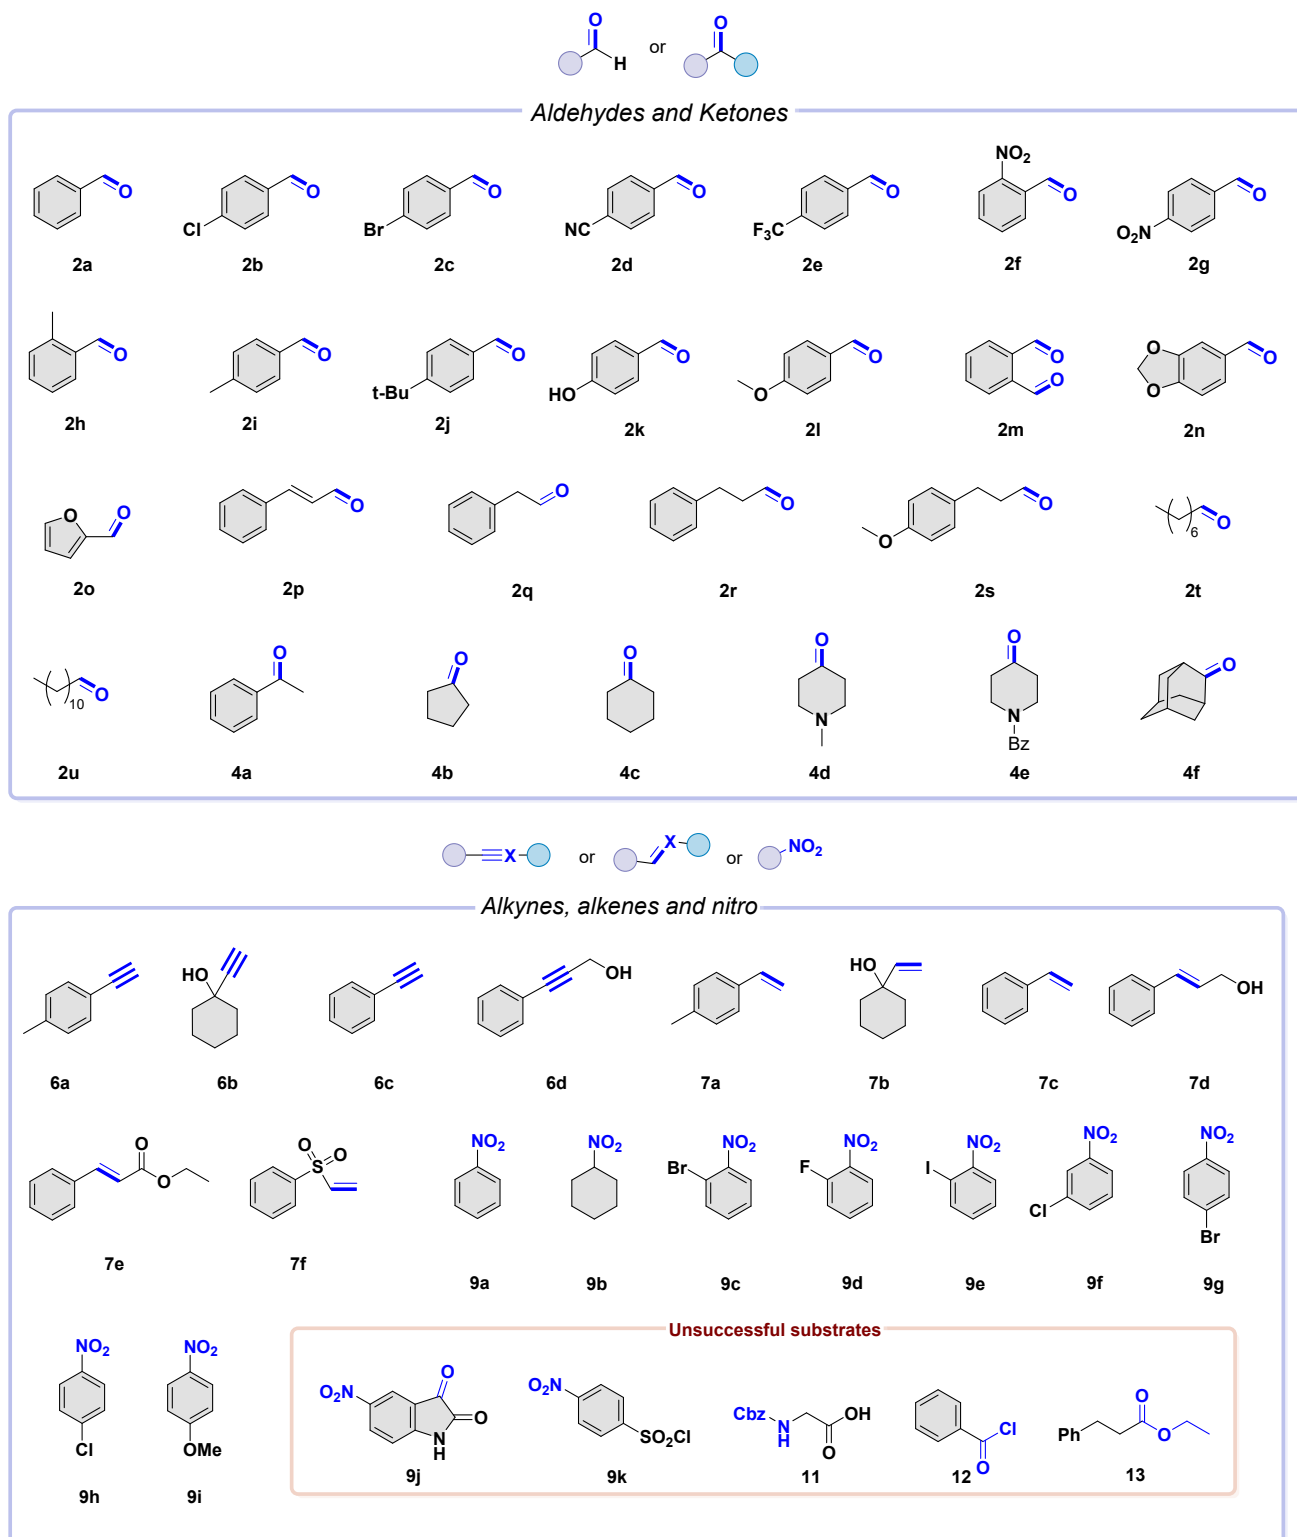 O
O
or
H
Aldehydes and Ketones
NO2
O
O
O
O
O
O
O
Cl
Br
NC
F3C
O2N
2a
2b
2c
2d
2e
2f
2g
O
O
O
O
O
O
O
O
O
t-Bu
HO
O
O
2h
2i
2j
2k
2l
2m
2n
O
O
O
O
O
O
6
O
O
2o
2p
2q
2r
2s
2t
O
O
O
O
O
O
10
O
N
N
Bz
2u
4a
4b
4c
4d
4e
4f
X
or
X
or
NO2
Alkynes, alkenes and nitro
HO
OH
HO
OH
6a
6b
6c
6d
7a
7b
7c
7d
O
O
O
S
O
NO2
NO2
NO2
NO2
NO2
NO2
NO2
Br
F
I
Cl
Br
7e
7f
9a
9b
9c
9d
9e
9f
9g
Unsuccessful substrates
NO2
NO2
Cl
OMe
9h
9i
O2N
O
O
NH
O2N
SO2Cl
Cbz
N
H
OH
O
Cl
O
Ph
O
O
9j
9k
11
12
13